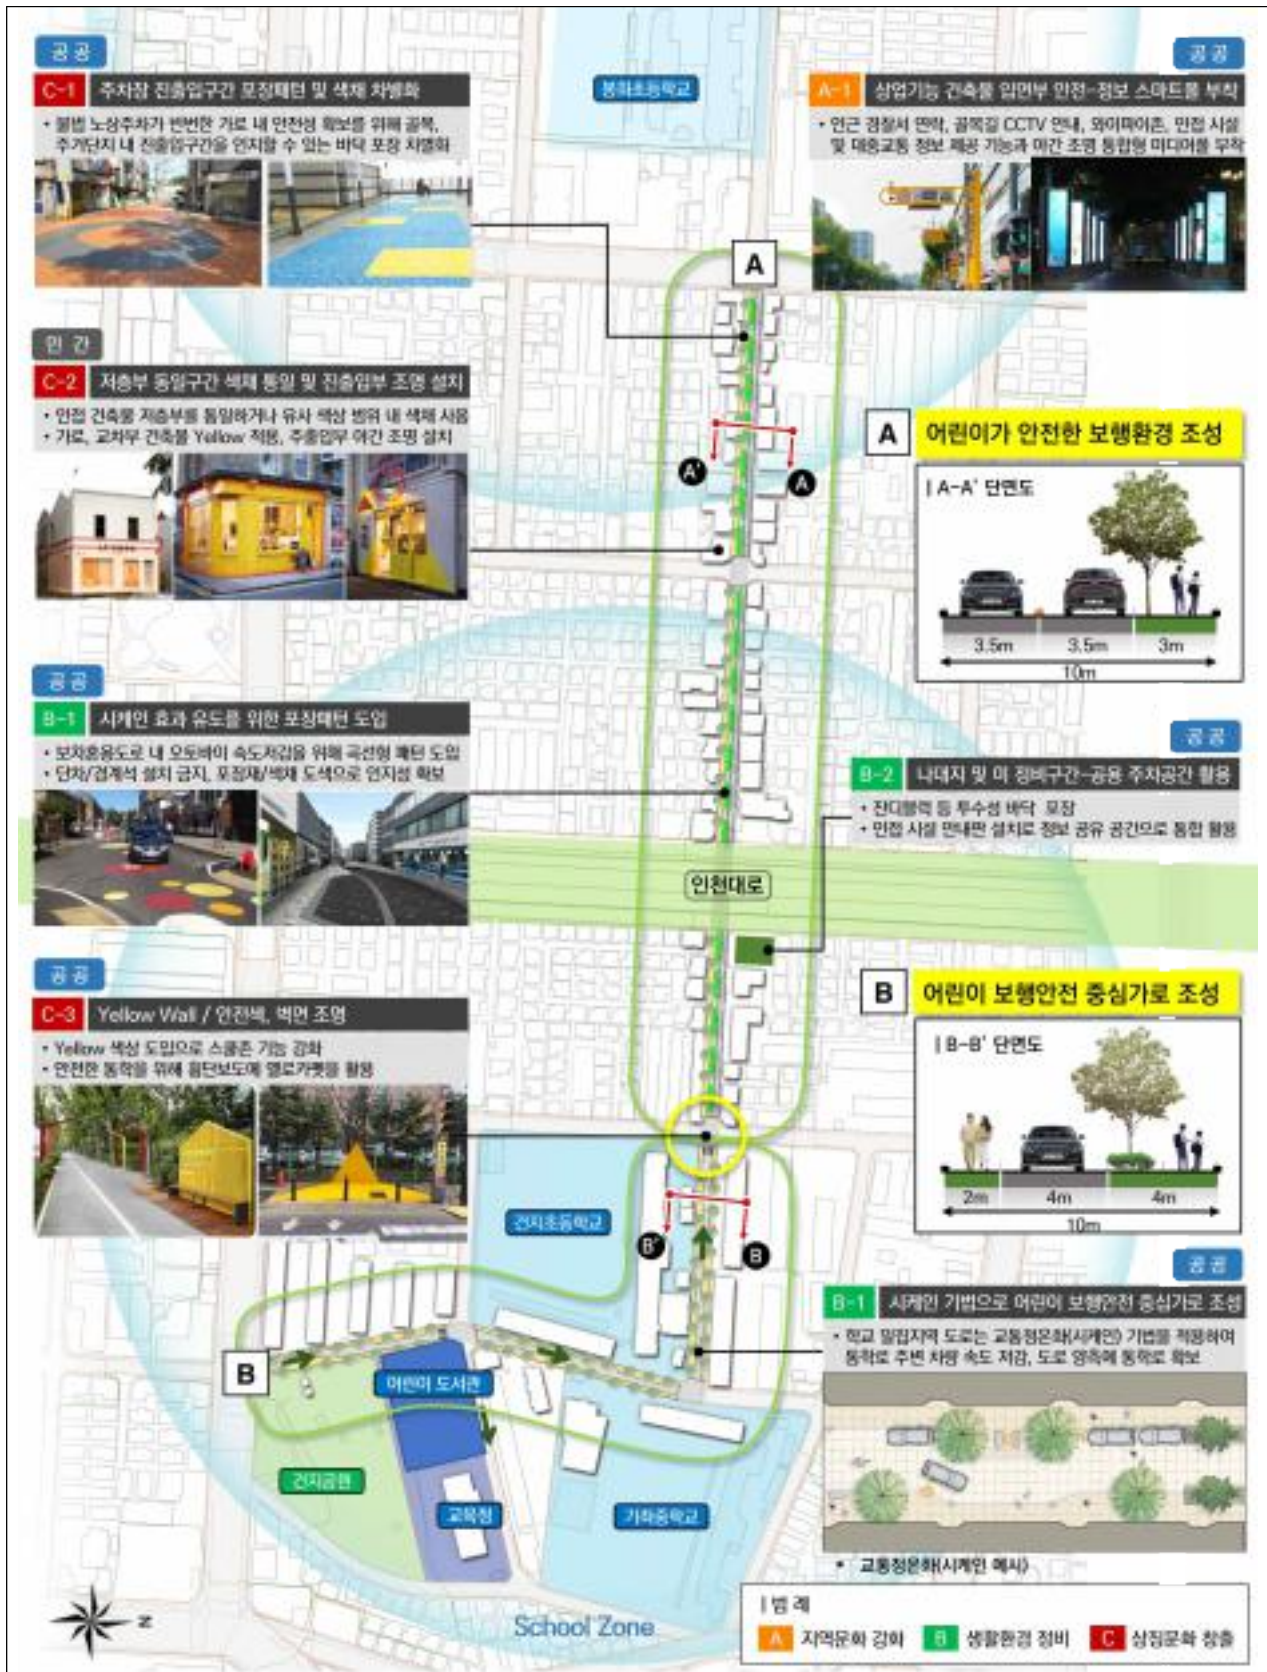 공공
C-1 주차장 진출입구간 포장패턴 및 색채 차별화
• 불법 노상주차가 빈번한 가로 내 안전성 확보를 위해 골목,
주거단지 내 진출입구간을 인지할 수 있는 바닥 포장 차별화
민간
C-2 저층부 동일구간 색채 통일 및 진출입부 조명 설치
• 인접 건축물 저층부를 통일하거나 유사 색상 범위 내 색채 사용
• 가로, 교차부 건축물 Yellow 적용, 주출입부 야간 조명 설치
공공
B-1 시케인 효과 유도를 위한 포장패턴 도입
• 보차혼용도로 내 오토바이 속도저감을 위해 곡선형 패턴 도입
• 단차/경계석 설치 금지, 포장재/색채 도색으로 인지성 확보
공공
C-3 Yellow Wall / 안전색, 벽면 조명
• Yellow 색상 도입으로 스쿨존 기능 강화
• 안전한 통학을 위해 횡단보도에 옐로카펫을 활용
봉화초등학교
A
A'
A
인천대로
건지초등학교
B'
B
B
어린이 도서관
건지공원
교육청
가좌중학교
School Zone
N
공공
A-1 상업기능 건축물 입면부 안전-정보 스마트폴 부착
• 인근 경찰서 연락, 골목길 CCTV 안내, 와이파이존, 인접 시설
및 대중교통 정보 제공 기능과 야간 조명 통합형 미디어폴 부착
A 어린이가 안전한 보행환경 조성
| A-A' 단면도
3.5m 3.5m 3m
10m
공공
B-2 나대지 및 미 정비구간-공용 주차공간 활용
• 잔디블럭 등 투수성 바닥 포장
• 인접 시설 안내판 설치로 정보 공유 공간으로 통합 활용
B 어린이 보행안전 중심가로 조성
| B-B' 단면도
2m 4m 4m
10m
공공
B-1 시케인 기법으로 어린이 보행안전 중심가로 조성
• 학교 밀집지역 도로는 교통정온화(시케인) 기법을 적용하여
통학로 주변 차량 속도 저감, 도로 양측에 통학로 확보
• 교통정온화(시케인 예시)
| 범 례
A 지역문화 강화 B 생활환경 정비 C 상징문화 창출